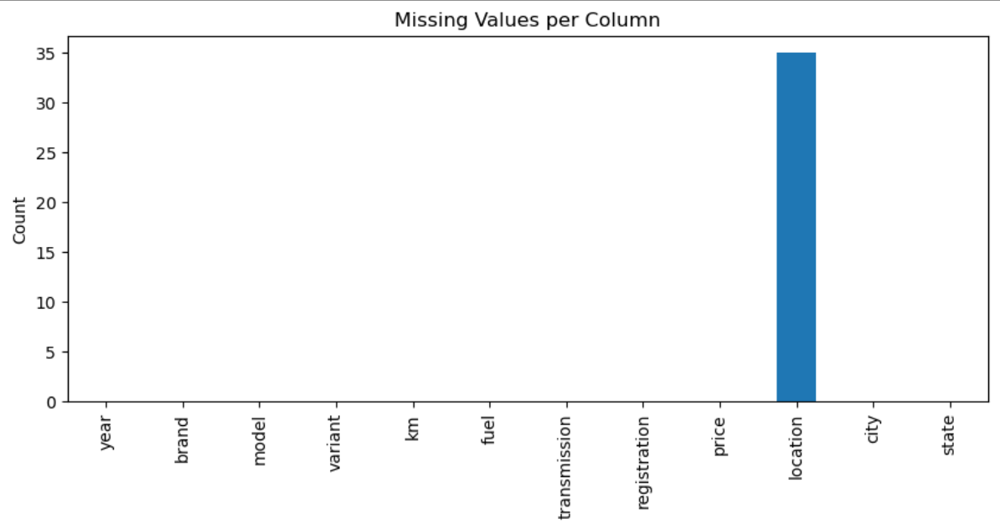 Missing Values per Column
Count
35
30
25
20
15
10
5
0
year
brand
model
variant
km
fuel
transmission
registration
price
location
city
state